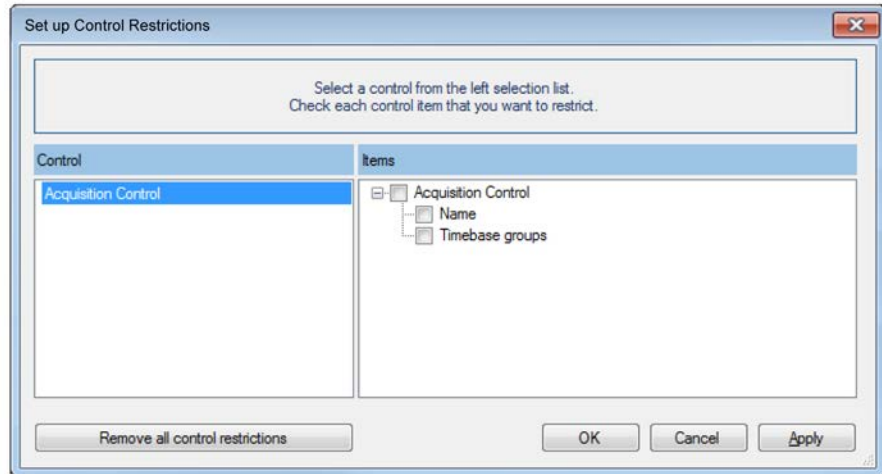 Set up Control Restrictions
Select a control from the left selection list.
Check each control item that you want to restrict.
Control
Items
Acquisition Control
Acquisition Control
Name
Timebase groups
Remove all control restrictions
OK
Cancel
Apply